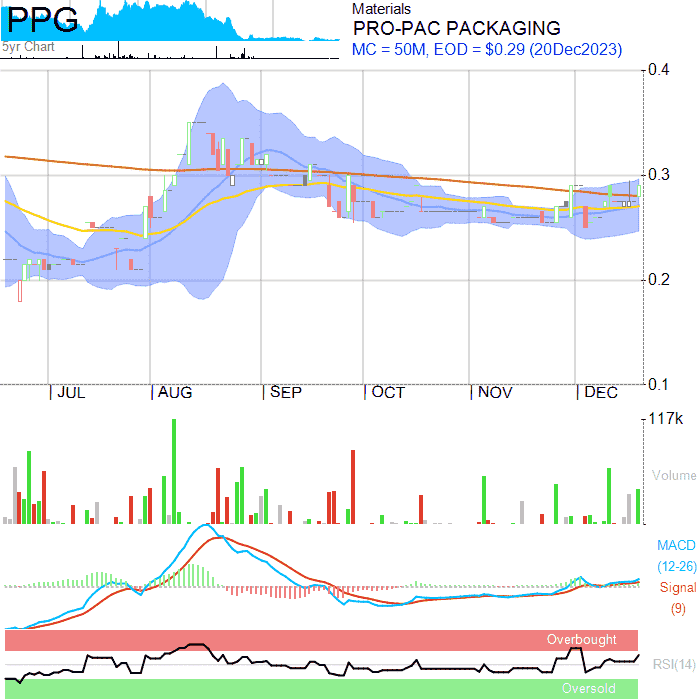 PPG
5yr Chart
Materials
PRO-PAC PACKAGING
MC = 50M, EOD = $0.29 (20Dec2023)
0.4
0.3
0.2
0.1
JUL
AUG
SEP
OCT
NOV
DEC
117k
Volume
MACD
(12-26)
Signal
(9)
Overbought
RSI(14)
Oversold